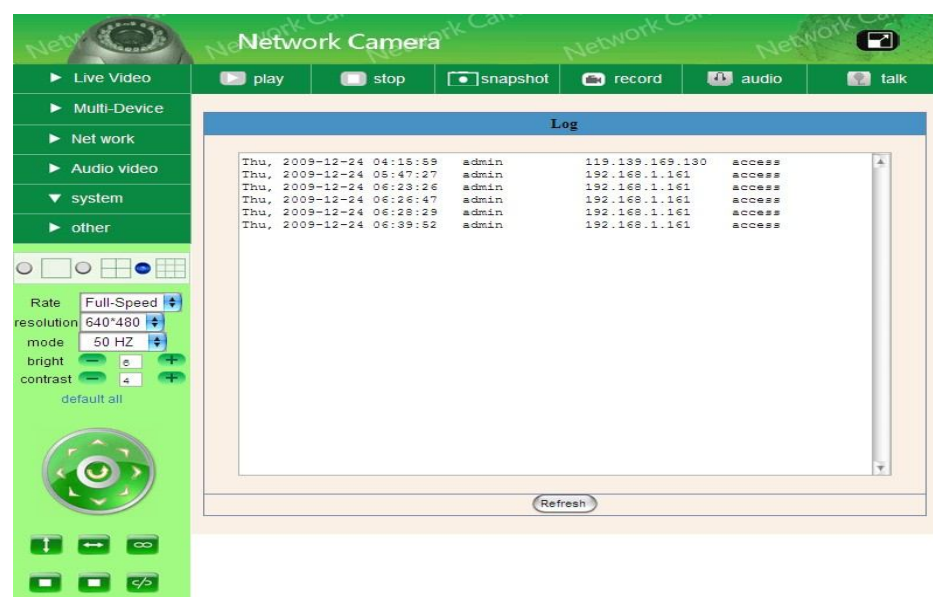 Network Camera
Live Video
play stop snapshot record audio talk
Multi-Device
Net work
Audio video
system
other
Log
Thu, 2009-12-24 04:15:59 admin 119.139.169.130 access
Thu, 2009-12-24 05:47:27 admin 192.168.1.161 access
Thu, 2009-12-24 06:23:26 admin 192.168.1.161 access
Thu, 2009-12-24 06:26:47 admin 192.168.1.161 access
Thu, 2009-12-24 06:28:29 admin 192.168.1.161 access
Thu, 2009-12-24 06:39:52 admin 192.168.1.161 access
Rate Full-Speed
resolution 640*480
mode 50 HZ
bright 6
contrast 4
default all
Refresh